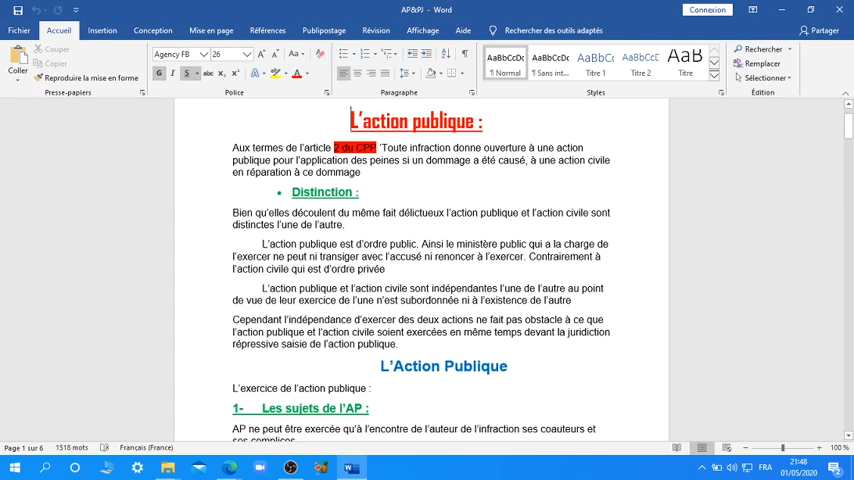 AP&PJ - Word
Connexion
Fichier Accueil Insertion Mise en page Conception Références Publipostage Révision Affichage Aide Rechercher des outils adaptés Partager
Coller
Couper
Copier
Reproduire la mise en forme
Presse-papiers
Agency FB 26
G I S abc x₂ x²
Police
Paragraphe
AaBbCcDc AaBbCcDc AaBbCc AaBbCcC AaB
¶ Normal ¶ Sans int... Titre 1 Titre 2 Titre
Styles
Rechercher
Remplacer
Sélectionner
Édition
L'action publique :
Aux termes de l'article 2 du CPP 'Toute infraction donne ouverture à une action
publique pour l'application des peines si un dommage a été causé, à une action civile
en réparation à ce dommage
• Distinction :
Bien qu'elles découlent du même fait délictueux l'action publique et l'action civile sont
distinctes l'une de l'autre.
L'action publique est d'ordre public. Ainsi le ministère public qui a la charge de
l'exercer ne peut ni transiger avec l'accusé ni renoncer à l'exercer. Contrairement à
l'action civile qui est d'ordre privée
L'action publique et l'action civile sont indépendantes l'une de l'autre au point
de vue de leur exercice de l'une n'est subordonnée ni à l'existence de l'autre
Cependant l'indépendance d'exercer des deux actions ne fait pas obstacle à ce que
l'action publique et l'action civile soient exercées en même temps devant la juridiction
répressive saisie de l'action publique.
L'Action Publique
L'exercice de l'action publique :
1- Les sujets de l'AP :
AP ne peut être exercée qu'à l'encontre de l'auteur de l'infraction ses coauteurs et
ses complices
Page 1 sur 6 1518 mots Français (France) 100 %
FRA 21:48
01/05/2020
2